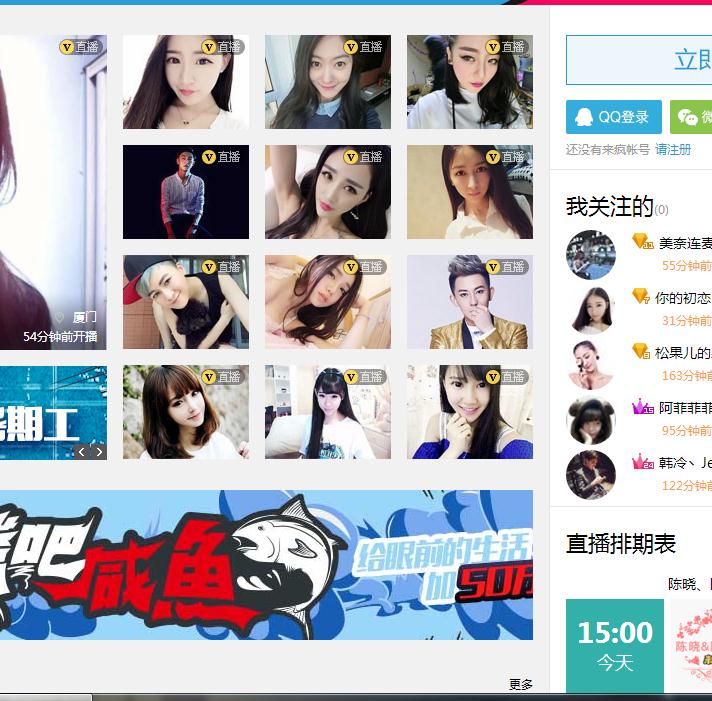 V 直播
V 直播
V 直播
V 直播
V 直播
V 直播
V 直播
V 直播
V 直播
V 直播
V 直播
V 直播
厦门
54分钟前开播
V 直播
期工
吧咸鱼
给眼前的生活
加
更多
QQ登录
还没有来疯帐号 请注册
我关注的(0)
美奈连麦
55分钟前
你的初恋
31分钟前
松果儿的
163分钟前
阿菲菲菲
95分钟前
韩冷丶Je
122分钟前
直播排期表
陈晓、
15:00
今天
陈晓&